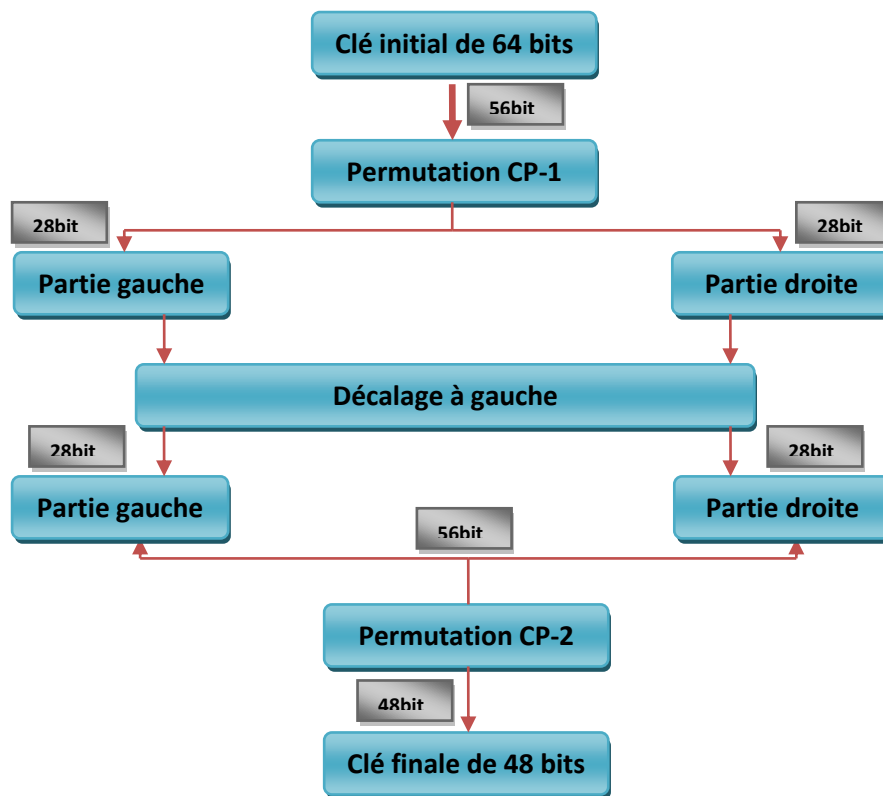 Clé initial de 64 bits
56bit
Permutation CP-1
28bit
28bit
Partie gauche
Partie droite
Décalage à gauche
28bit
28bit
Partie gauche
Partie droite
56bit
Permutation CP-2
48bit
Clé finale de 48 bits